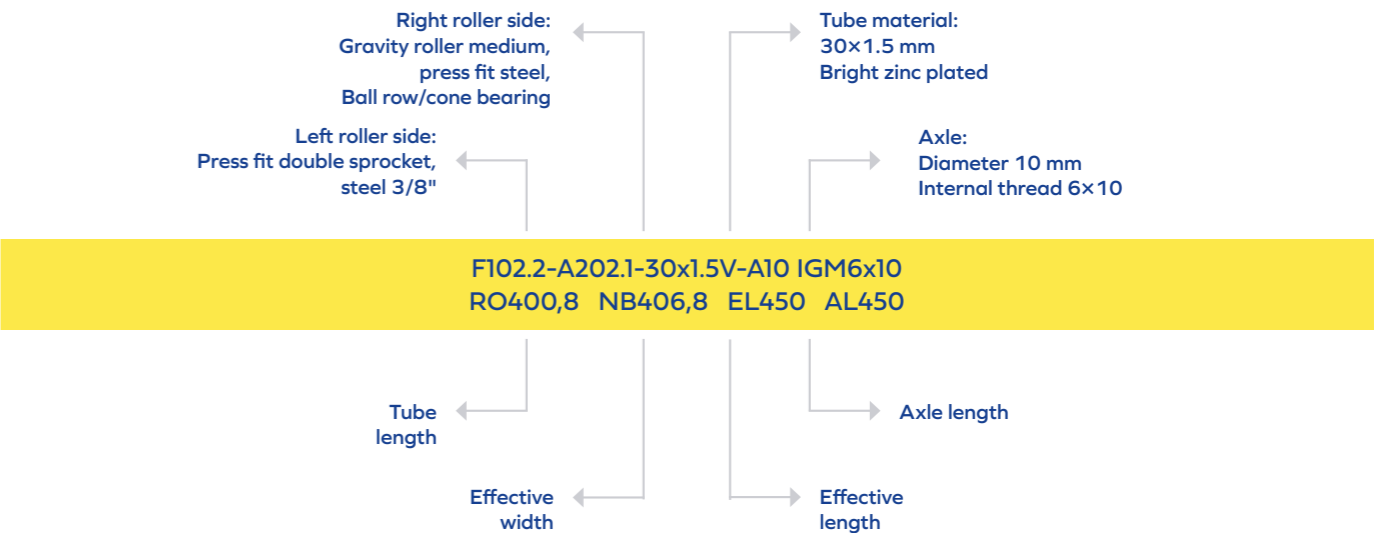 Right roller side:
Gravity roller medium,
press fit steel,
Ball row/cone bearing
Tube material:
30×1.5 mm
Bright zinc plated
Left roller side:
Press fit double sprocket,
steel 3/8"
Axle:
Diameter 10 mm
Internal thread 6×10
F102.2-A202.1-30x1.5V-A10 IGM6x10
RO400,8 NB406,8 EL450 AL450
Tube
length
Axle length
Effective
width
Effective
length